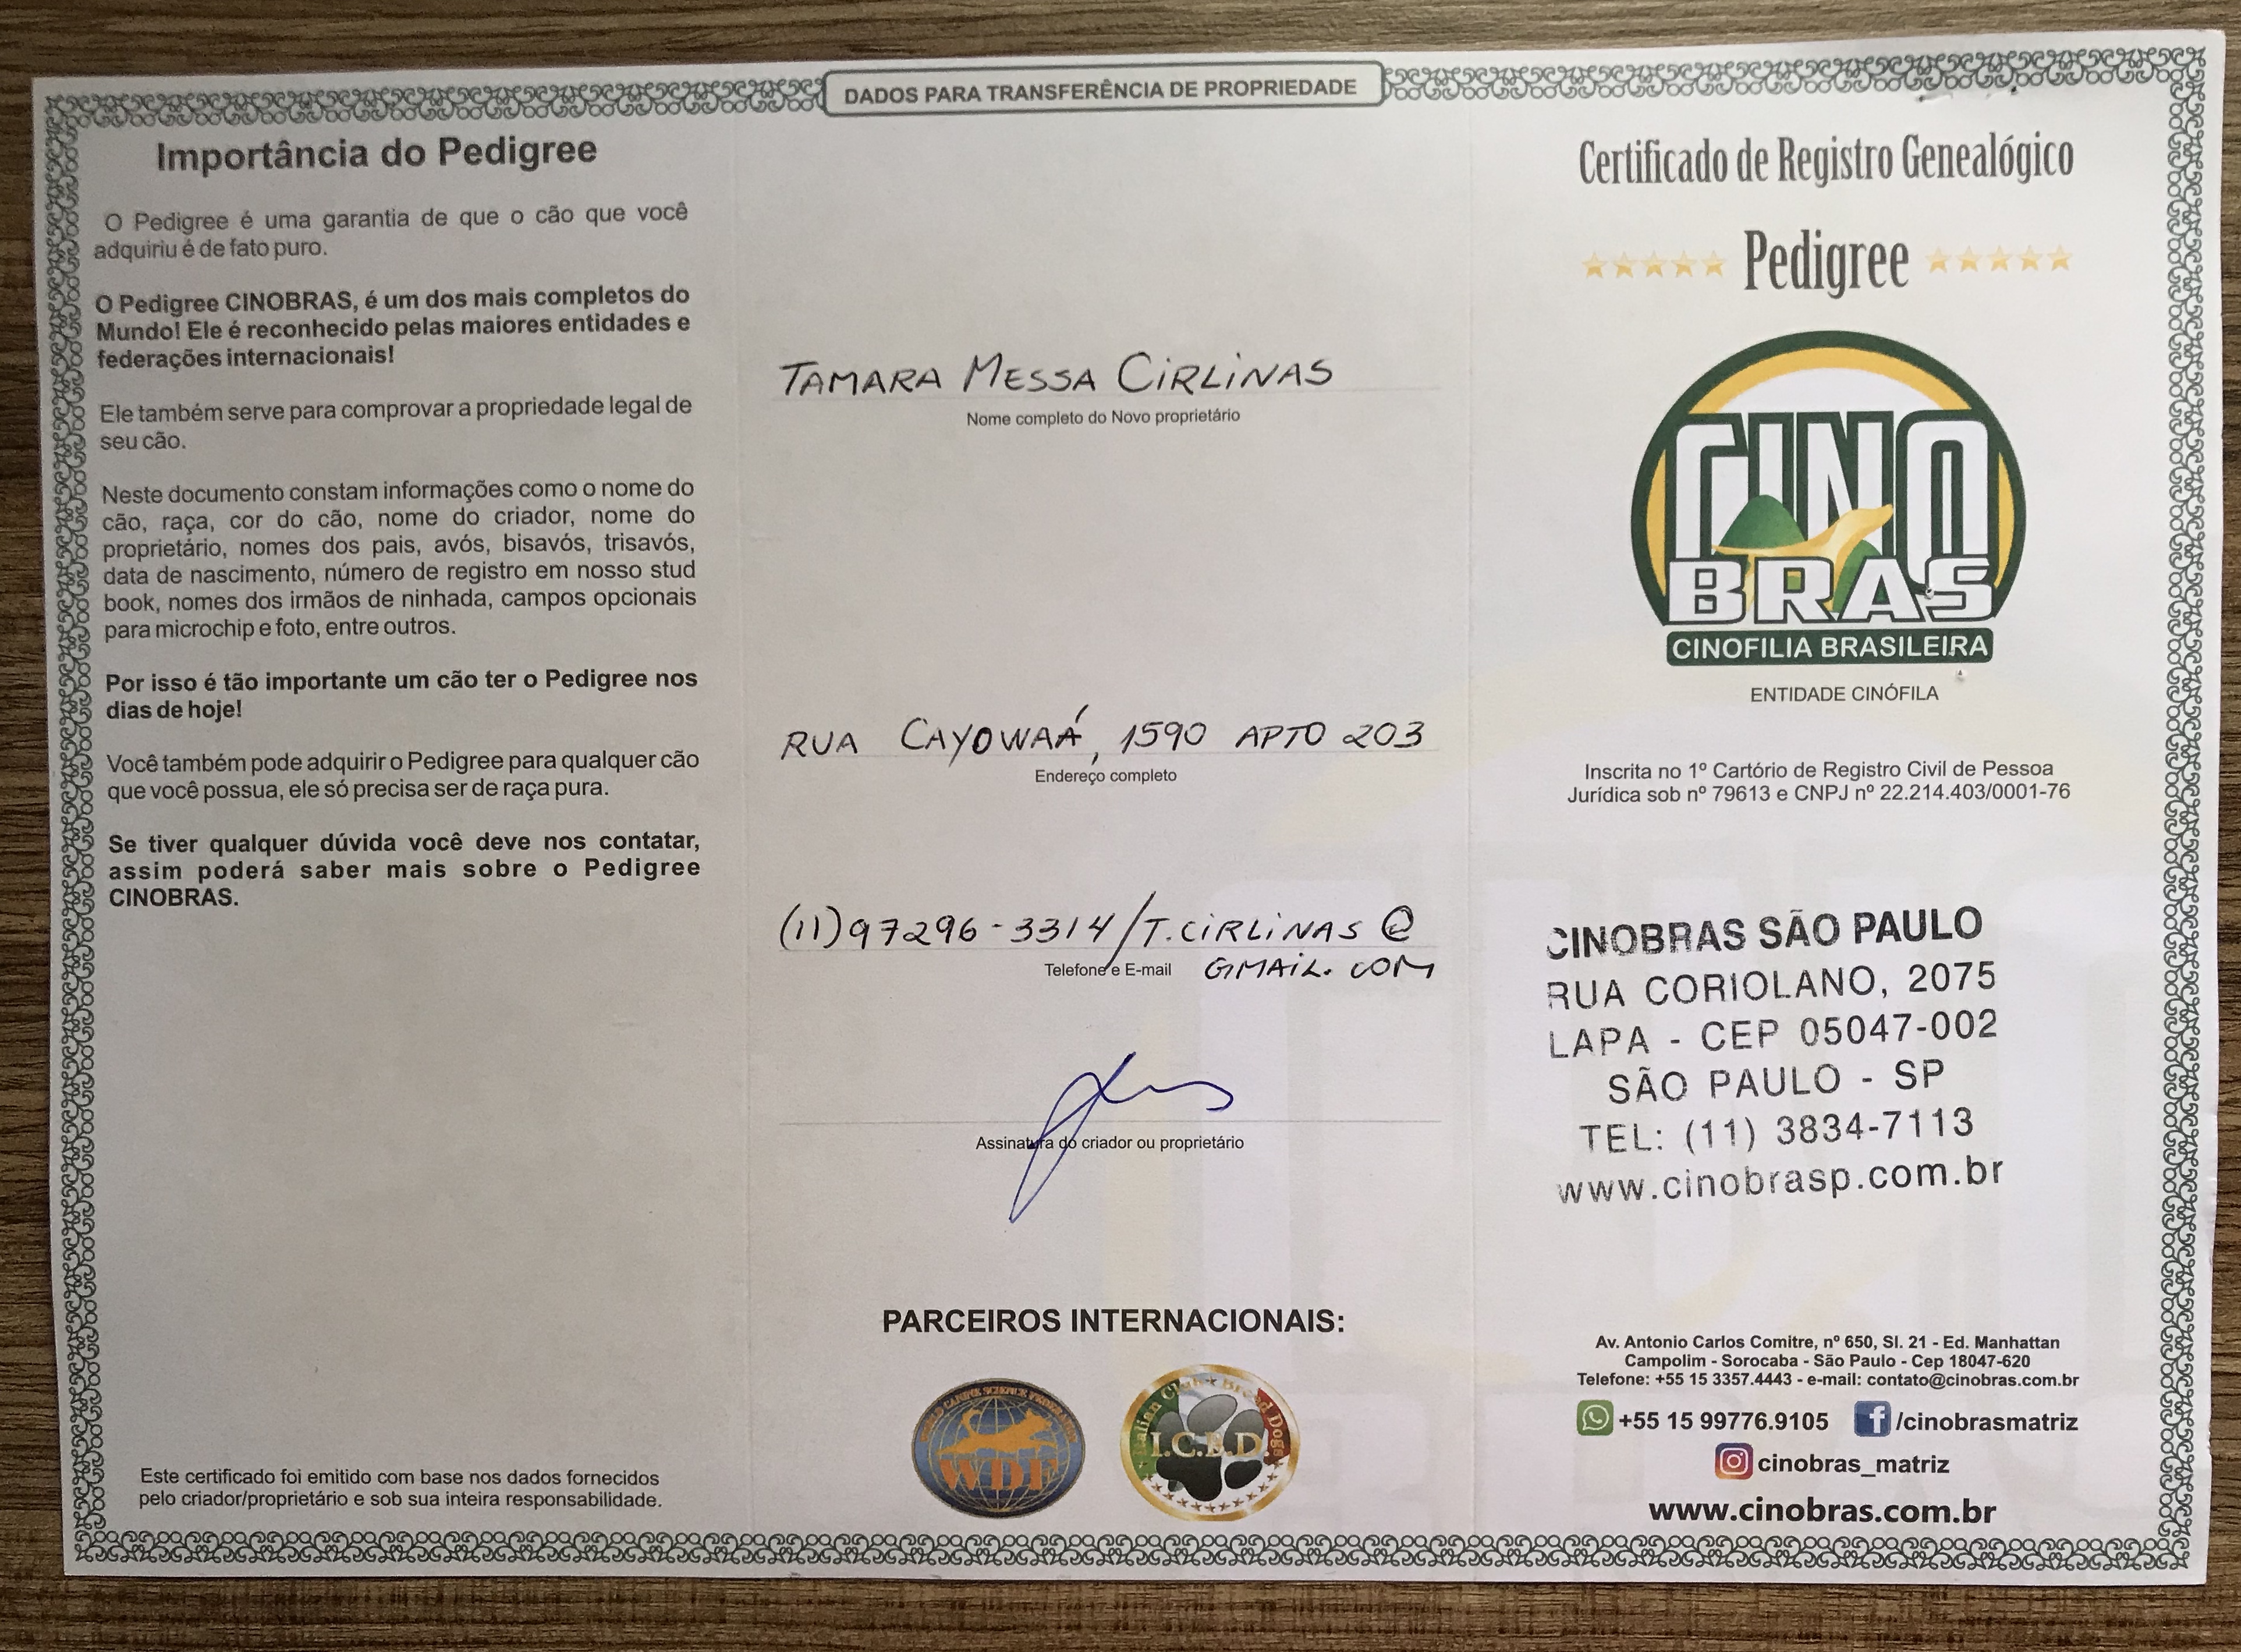 DADOS PARA TRANSFERÊNCIA DE PROPRIEDADE
Importância do Pedigree
O Pedigree é uma garantia de que o cão que você
adquiriu é de fato puro.
O Pedigree CINOBRAS, é um dos mais completos do
Mundo! Ele é reconhecido pelas maiores entidades e
federações internacionais!
Ele também serve para comprovar a propriedade legal de
seu cão.
Neste documento constam informações como o nome do
cão, raça, cor do cão, nome do criador, nome do
proprietário, nomes dos pais, avós, bisavós, trisavós,
data de nascimento, número de registro em nosso stud
book, nomes dos irmãos de ninhada, campos opcionais
para microchip e foto, entre outros.
Por isso é tão importante um cão ter o Pedigree nos
dias de hoje!
Você também pode adquirir o Pedigree para qualquer cão
que você possua, ele só precisa ser de raça pura.
Se tiver qualquer dúvida você deve nos contatar,
assim poderá saber mais sobre o Pedigree
CINOBRAS.
Este certificado foi emitido com base nos dados fornecidos
pelo criador/proprietário e sob sua inteira responsabilidade.
TAMARA MESSA CIRLINAS
Nome completo do Novo proprietário
RUA CAYOWAÁ, 1590 APTO 203
Endereço completo
(11)97296-3314/T.CIRLINAS@
Telefone e E-mail GMAIL.COM
Assinatura do criador ou proprietário
PARCEIROS INTERNACIONAIS:
WORLD CANINE SCIENCE FEDERATION
WDF
Italian Club Breed Dogs
I.C.B.D.
Certificado de Registro Genealógico
Pedigree
CINO
BRAS
CINOFILIA BRASILEIRA
ENTIDADE CINÓFILA
Inscrita no 1º Cartório de Registro Civil de Pessoa
Jurídica sob nº 79613 e CNPJ nº 22.214.403/0001-76
CINOBRAS SÃO PAULO
RUA CORIOLANO, 2075
LAPA - CEP 05047-002
SÃO PAULO - SP
TEL: (11) 3834-7113
www.cinobrasp.com.br
Av. Antonio Carlos Comitre, nº 650, Sl. 21 - Ed. Manhattan
Campolim - Sorocaba - São Paulo - Cep 18047-620
Telefone: +55 15 3357.4443 - e-mail: contato@cinobras.com.br
+55 15 99776.9105 /cinobrasmatriz
cinobras_matriz
www.cinobras.com.br